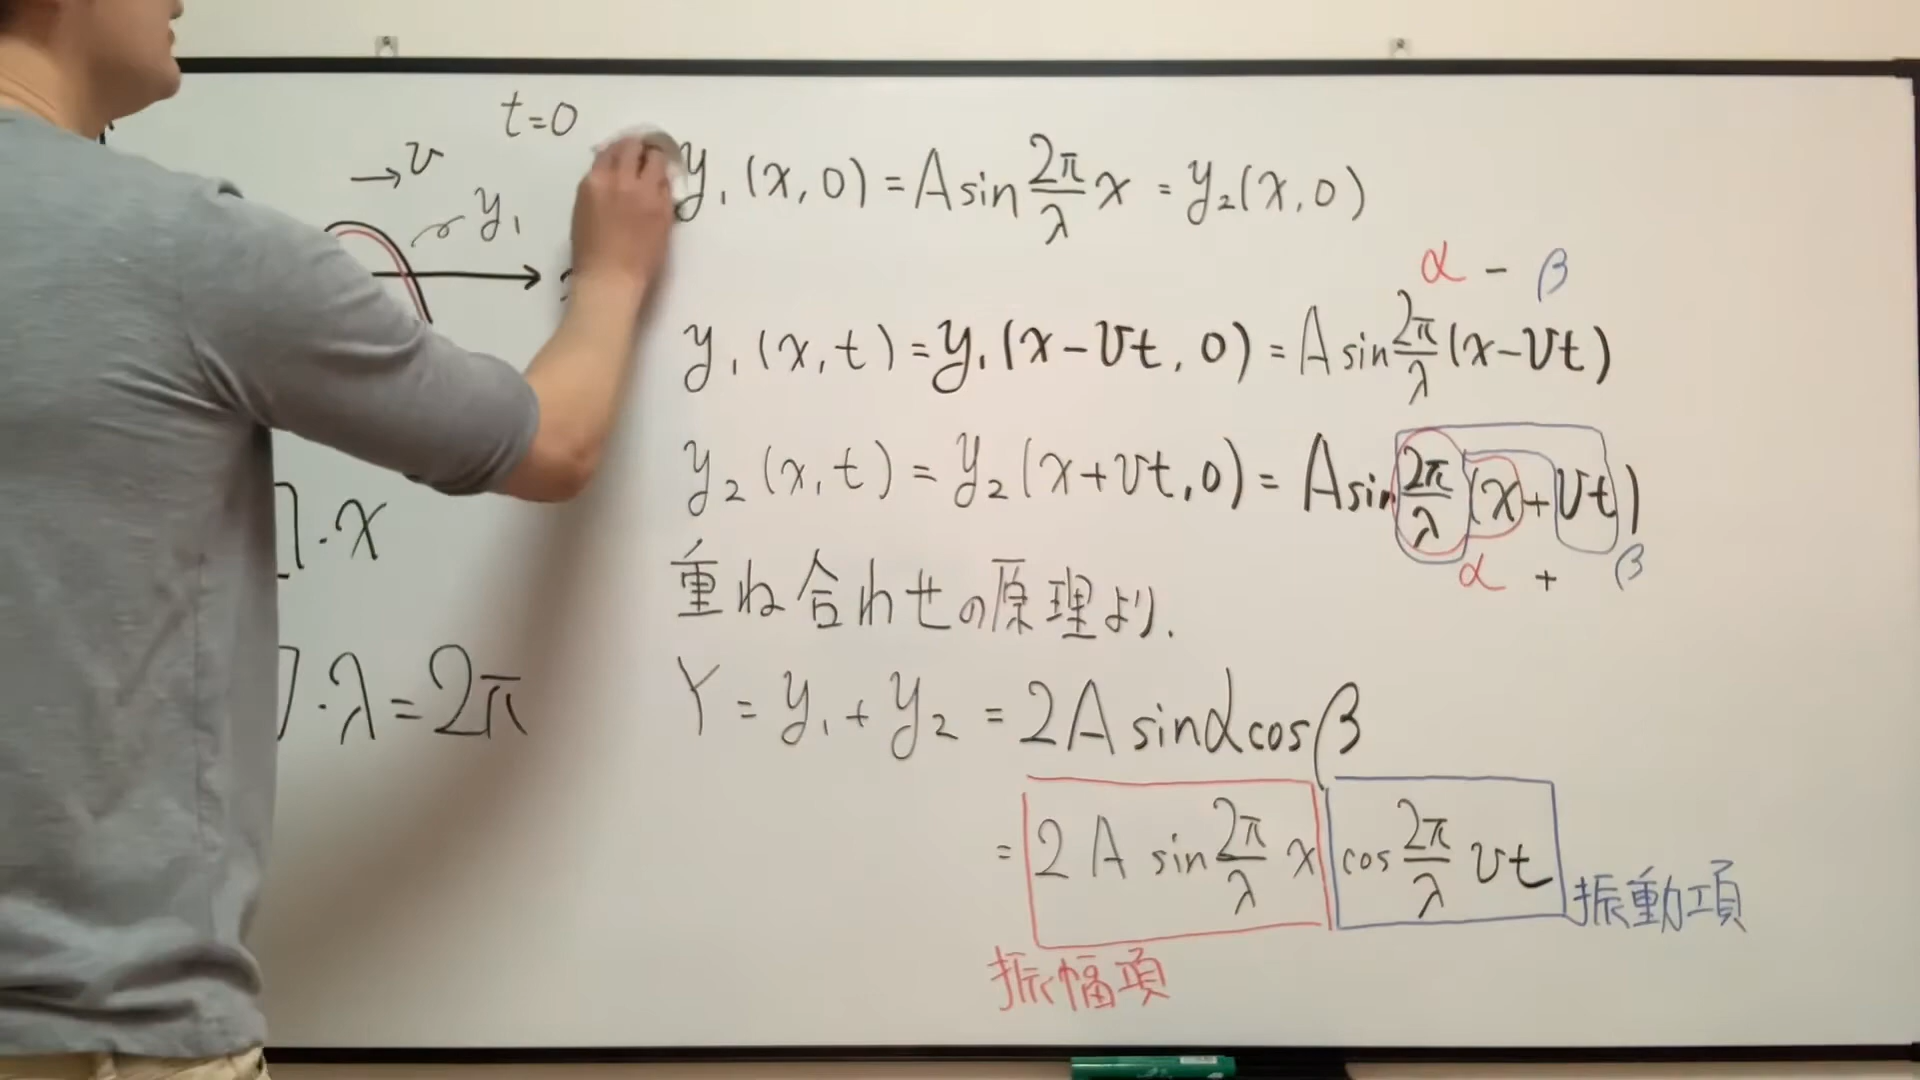 t=0
→v
y₁
y₁(x,0)=A sin 2π/λ x = y₂(x,0)
α - β
y₁(x,t)=y₁(x-vt,0)=A sin 2π/λ (x-vt)
y₂(x,t)=y₂(x+vt,0)=A sin 2π/λ (x+vt)
α + β
].x
重ね合わせの原理より.
].λ=2π
Y=y₁+y₂=2A sinα cosβ
=2A sin 2π/λ x cos 2π/λ vt
振動項
振幅項